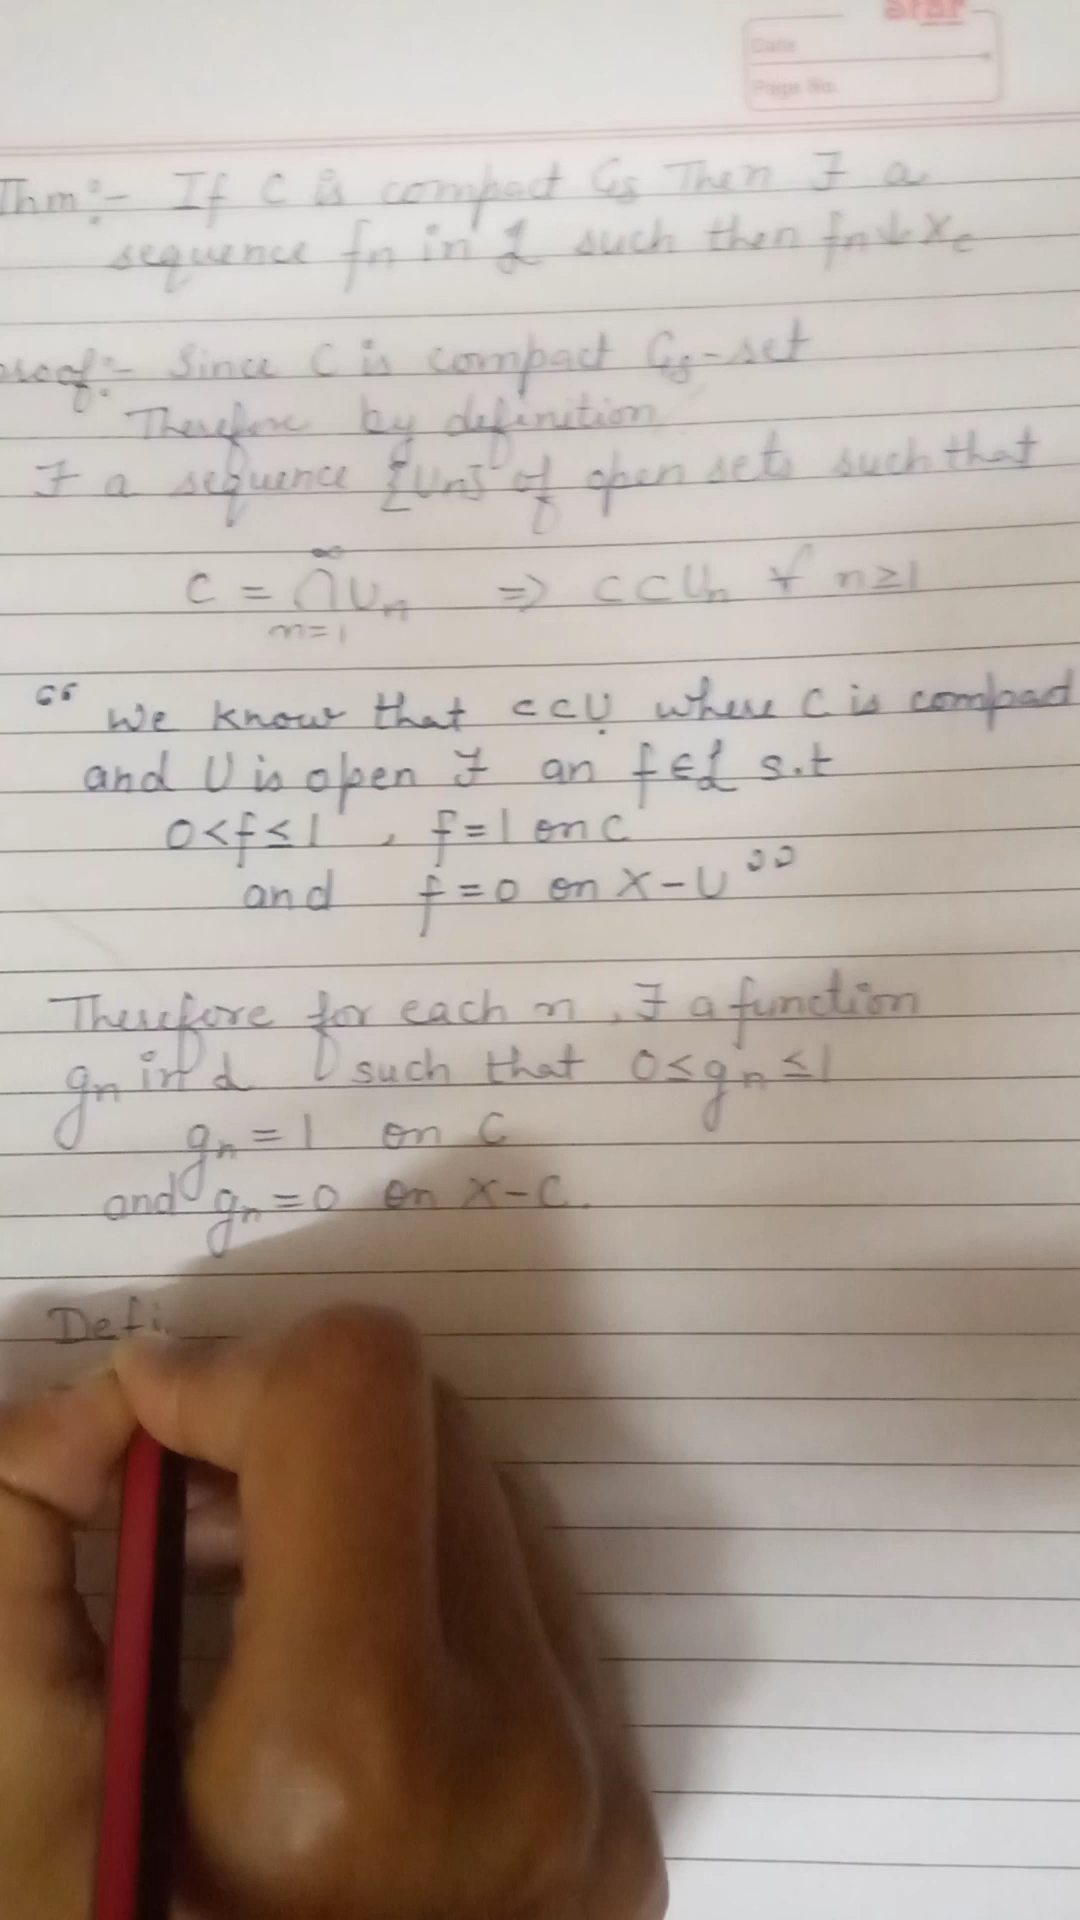 Star
Date
Page No.
Thm:- If C is compact Gδ Then ∃ a
sequence fn in L such then fn↓χc
proof:- Since C is compact Gδ-set
Therefore by definition
∃ a sequence {Un} of open sets such that
C = ∞⋂n=1 Un ⇒ C⊂Un ∀ n≥1
“ We know that C⊂U where C is compact
and U is open ∃ an f∈L s.t
0<f≤1 , f=1 on C
and f=0 on X-U ”
Therefore for each n, ∃ a function
gn in L such that 0≤gn≤1
gn=1 on C
and gn=0 on X-C.
Defi